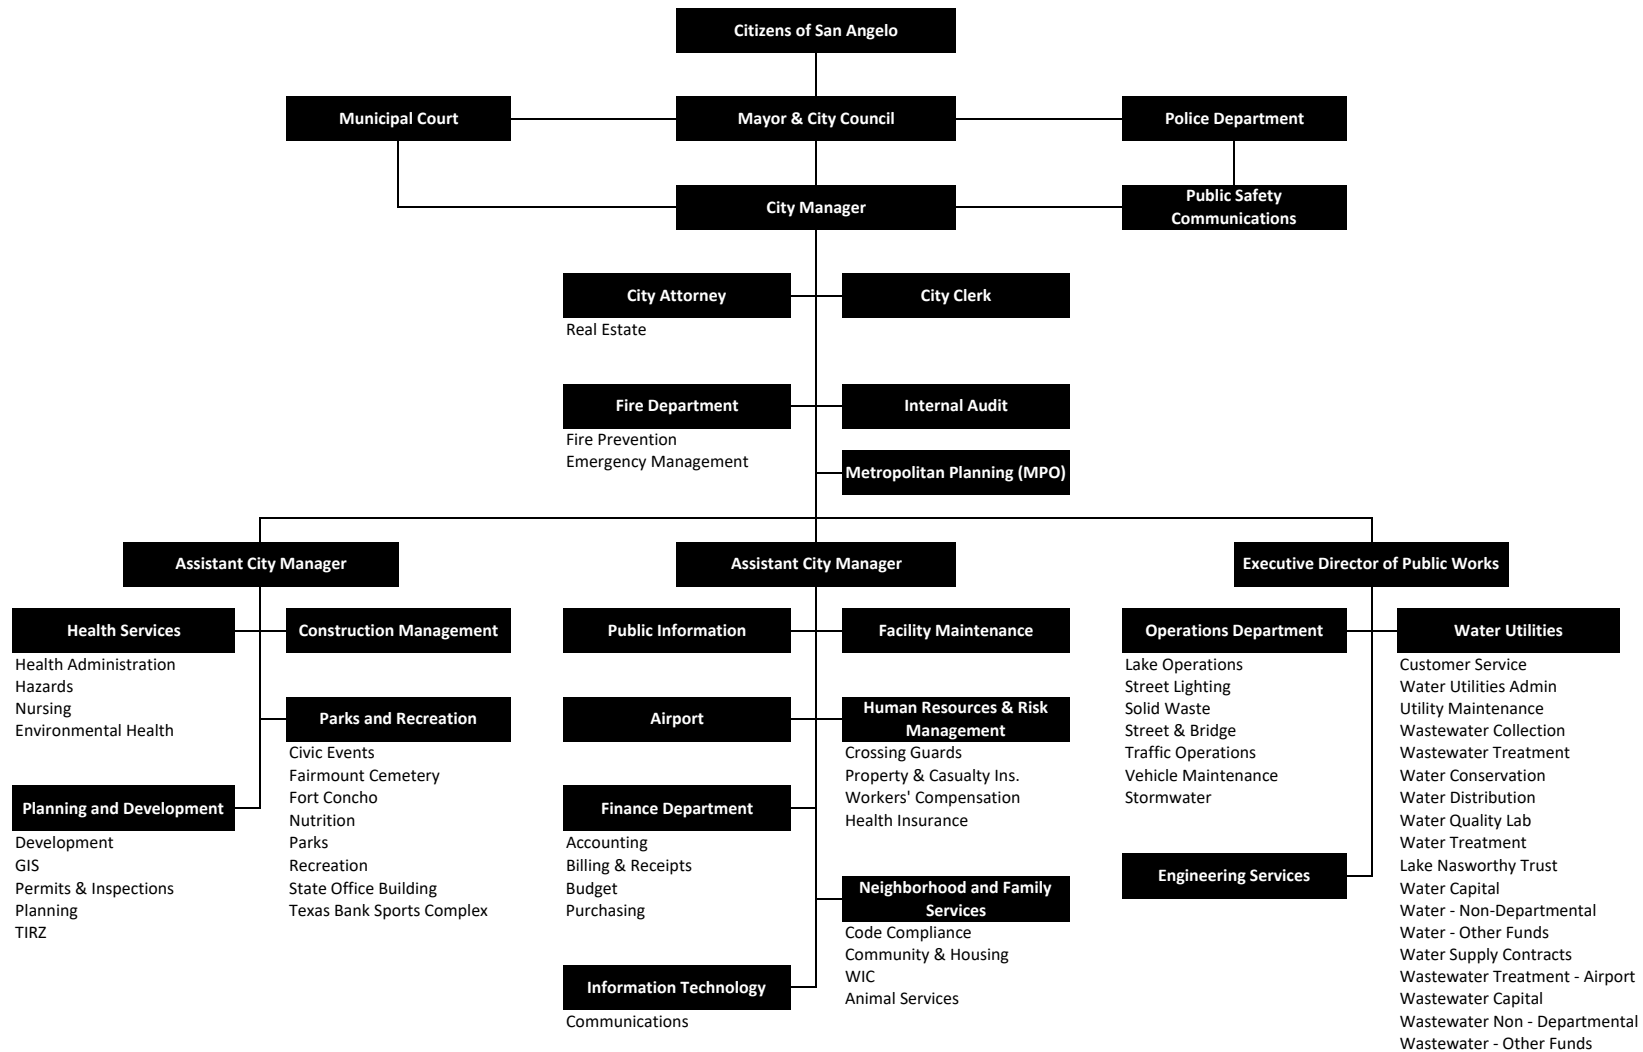 Citizens of San Angelo
Municipal Court
Mayor & City Council
Police Department
City Manager
Public Safety
Communications
City Attorney
Real Estate
City Clerk
Fire Department
Fire Prevention
Emergency Management
Internal Audit
Metropolitan Planning (MPO)
Assistant City Manager
Health Services
Health Administration
Hazards
Nursing
Environmental Health
Construction Management
Parks and Recreation
Civic Events
Fairmount Cemetery
Fort Concho
Nutrition
Parks
Recreation
State Office Building
Texas Bank Sports Complex
Planning and Development
Development
GIS
Permits & Inspections
Planning
TIRZ
Assistant City Manager
Public Information
Facility Maintenance
Airport
Human Resources & Risk
Management
Crossing Guards
Property & Casualty Ins.
Workers' Compensation
Health Insurance
Finance Department
Accounting
Billing & Receipts
Budget
Purchasing
Neighborhood and Family
Services
Code Compliance
Community & Housing
WIC
Animal Services
Information Technology
Communications
Executive Director of Public Works
Operations Department
Lake Operations
Street Lighting
Solid Waste
Street & Bridge
Traffic Operations
Vehicle Maintenance
Stormwater
Engineering Services
Water Utilities
Customer Service
Water Utilities Admin
Utility Maintenance
Wastewater Collection
Wastewater Treatment
Water Conservation
Water Distribution
Water Quality Lab
Water Treatment
Lake Nasworthy Trust
Water Capital
Water - Non-Departmental
Water - Other Funds
Water Supply Contracts
Wastewater Treatment - Airport
Wastewater Capital
Wastewater Non - Departmental
Wastewater - Other Funds